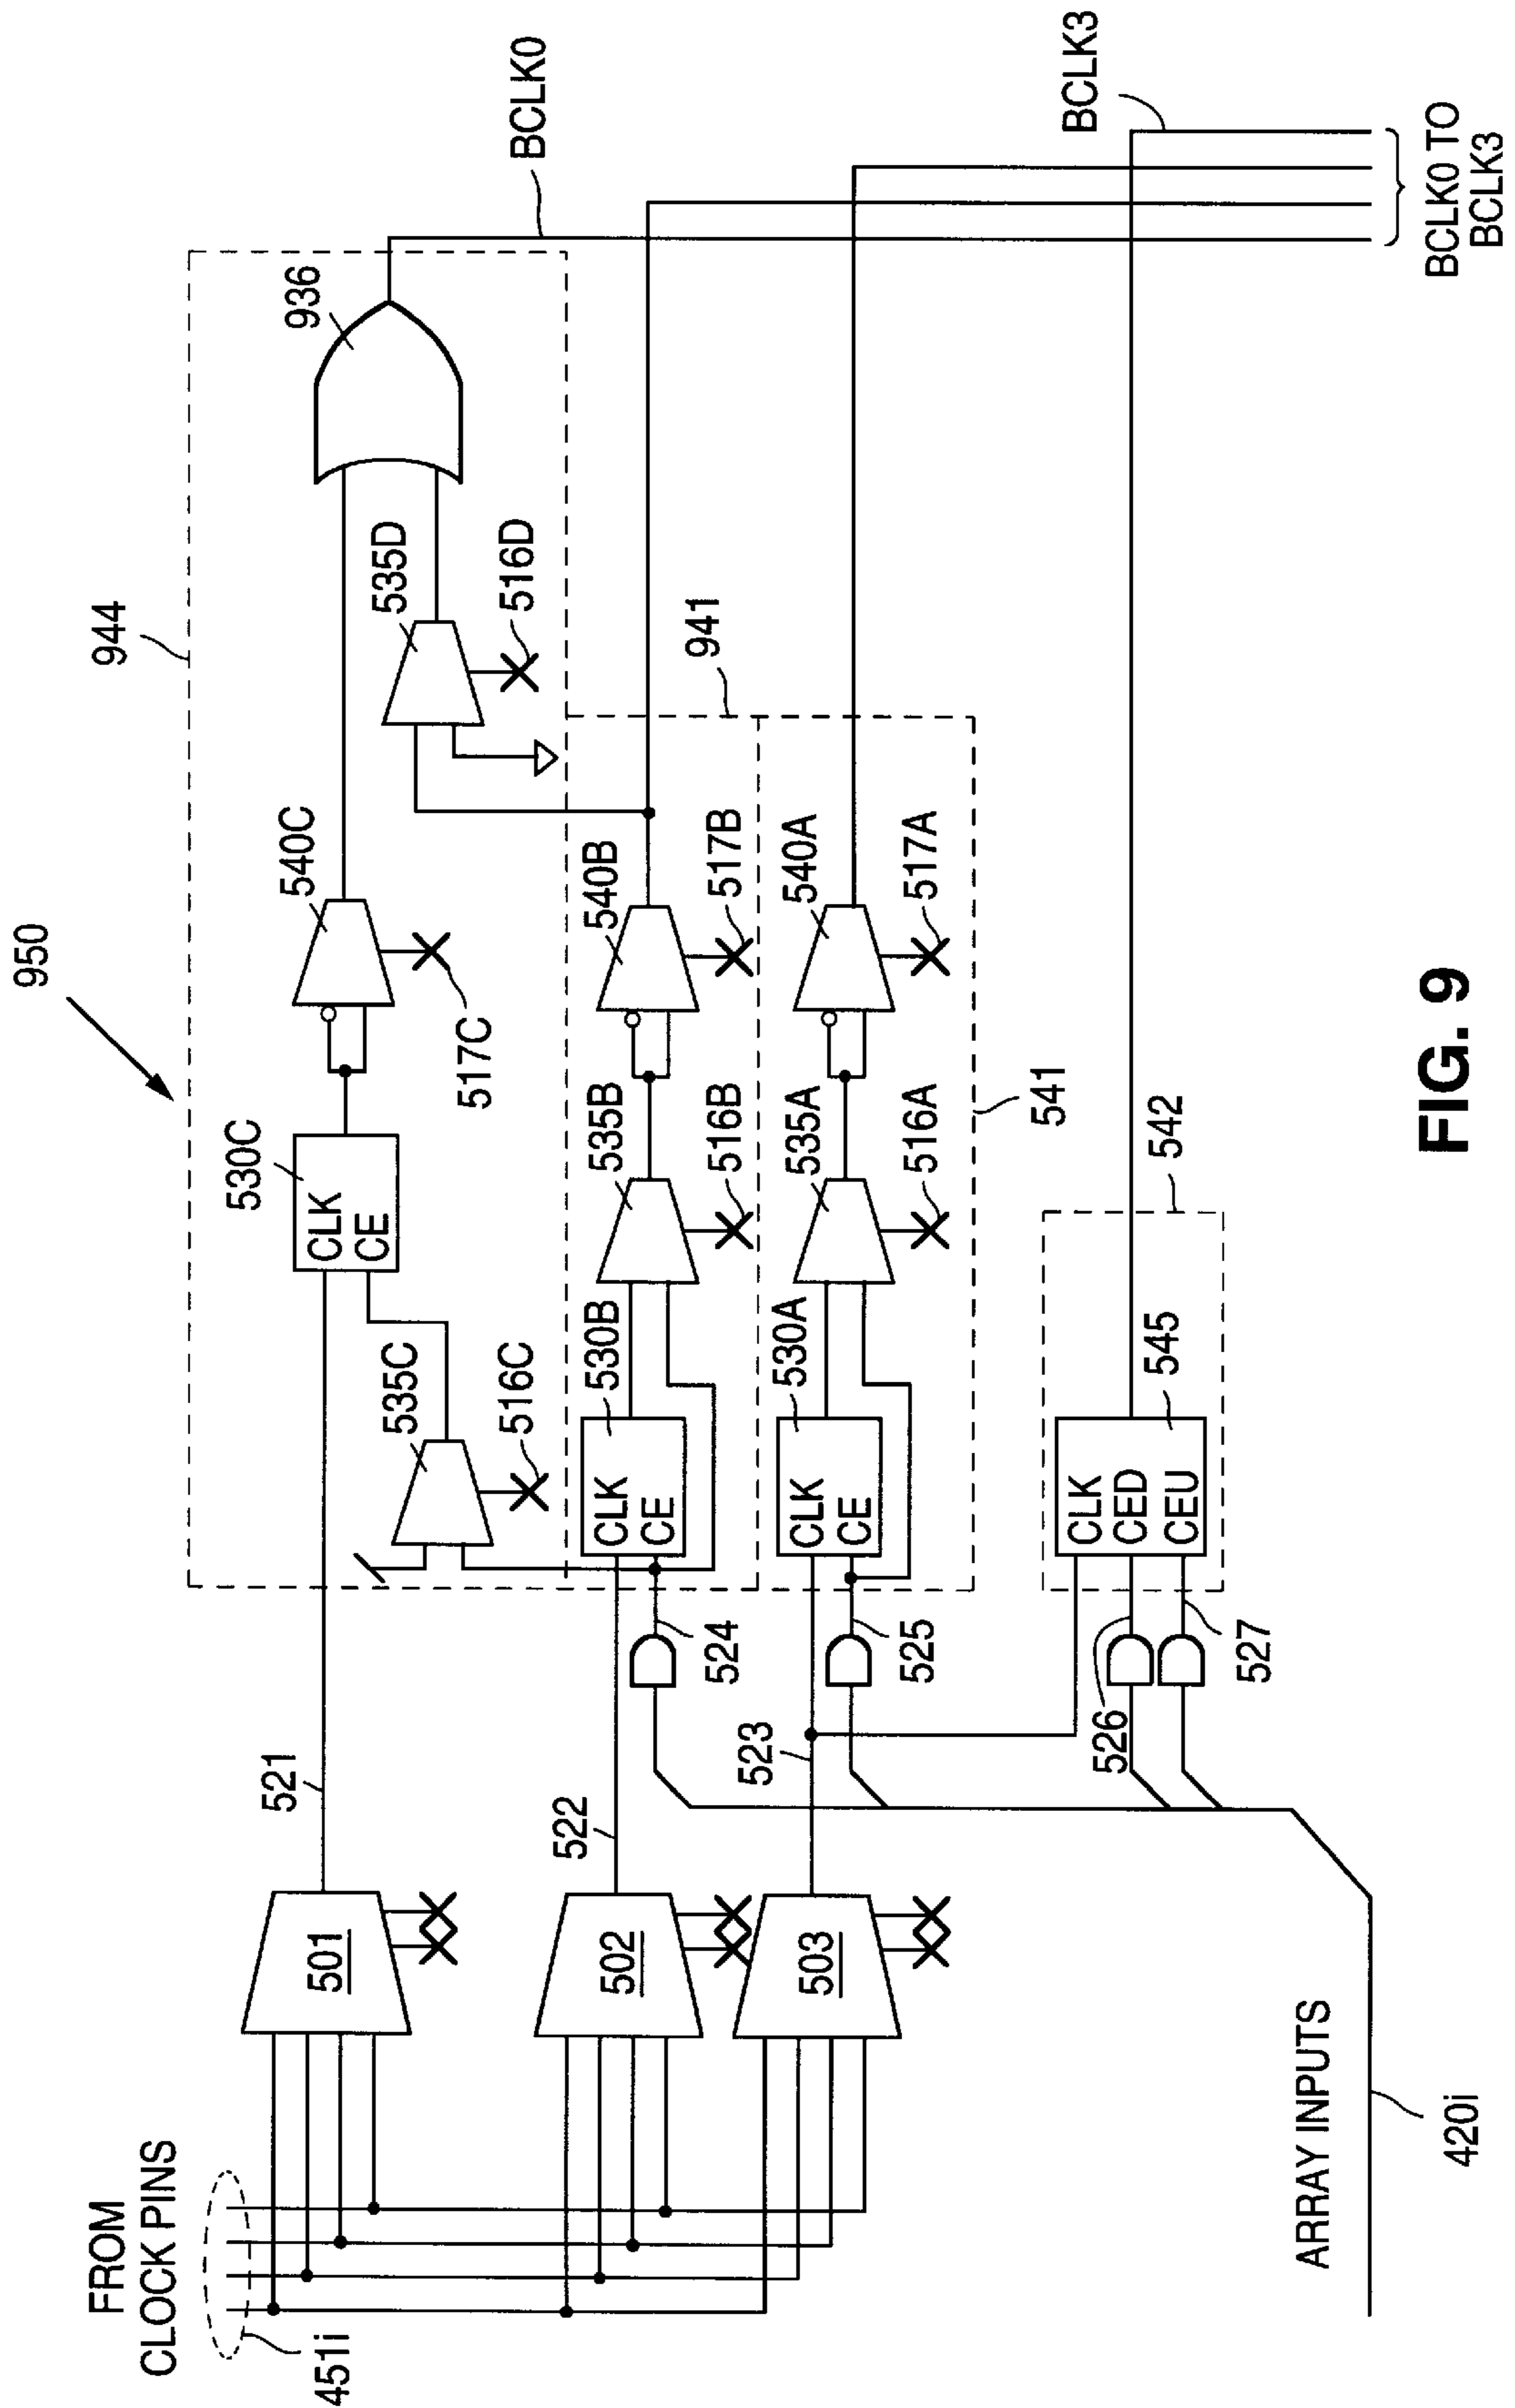 950
944
936
BCLK0
530C
CLK
CE
540C
517C
535C
516C
535D
516D
521
501
FROM
CLOCK PINS
451i
941
530B
CLK
CE
535B
516B
540B
517B
522
502
524
530A
CLK
CE
535A
516A
540A
517A
541
523
503
525
BCLK3
542
545
CLK
CED
CEU
526
527
ARRAY INPUTS
420i
BCLK0 TO
BCLK3
FIG. 9